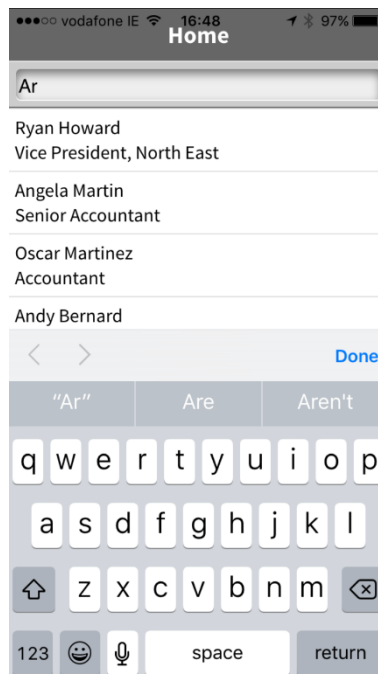 vodafone IE 16:48 97%
Home
Ar
Ryan Howard
Vice President, North East
Angela Martin
Senior Accountant
Oscar Martinez
Accountant
Andy Bernard
Done
"Ar" Are Aren't
q w e r t y u i o p
a s d f g h j k l
z x c v b n m
123 space return